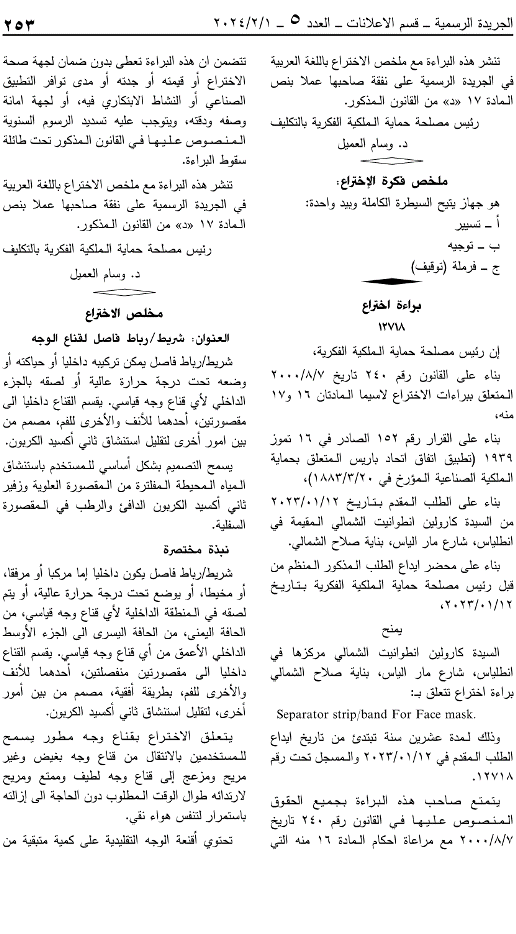 الجريدة الرسمية ـ قسم الاعلانات ـ العدد ٥ ـ ٢٠٢٤/٢/١
٢٥٣
تنشر هذه البراءة مع ملخص الاختراع باللغة العربية
في الجريدة الرسمية على نفقة صاحبها عملا بنص
المادة ١٧ «د» من القانون المذكور.
رئيس مصلحة حماية الملكية الفكرية بالتكليف
د. وسام العميل
ملخص فكرة الإختراع:
هو جهاز يتيح السيطرة الكاملة وبيد واحدة:
أ ـ تسيير
ب ـ توجيه
ج ـ فرملة (توقيف)
براءة اختراع
١٢٧١٨
إن رئيس مصلحة حماية الملكية الفكرية،
بناء على القانون رقم ٢٤٠ تاريخ ٢٠٠٠/٨/٧
المتعلق ببراءات الاختراع لاسيما المادتان ١٦ و١٧
منه،
بناء على القرار رقم ١٥٢ الصادر في ١٦ تموز
١٩٣٩ (تطبيق اتفاق اتحاد باريس المتعلق بحماية
الملكية الصناعية المؤرخ في ١٨٨٣/٣/٢٠)،
بناء على الطلب المقدم بتاريخ ٢٠٢٣/٠١/١٢
من السيدة كارولين انطوانيت الشمالي المقيمة في
انطلياس، شارع مار الياس، بناية صلاح الشمالي.
بناء على محضر ايداع الطلب المذكور المنظم من
قبل رئيس مصلحة حماية الملكية الفكرية بتاريخ
٢٠٢٣/٠١/١٢،
يمنح
السيدة كارولين انطوانيت الشمالي مركزها في
انطلياس، شارع مار الياس، بناية صلاح الشمالي
براءة اختراع تتعلق بـ:
Separator strip/band For Face mask.
وذلك لمدة عشرين سنة تبتدئ من تاريخ ايداع
الطلب المقدم في ٢٠٢٣/٠١/١٢ والمسجل تحت رقم
١٢٧١٨.
يتمتع صاحب هذه البراءة بجميع الحقوق
المنصوص عليها في القانون رقم ٢٤٠ تاريخ
٢٠٠٠/٨/٧ مع مراعاة احكام المادة ١٦ منه التي
تتضمن ان هذه البراءة تعطى بدون ضمان لجهة صحة
الاختراع أو قيمته أو جدته أو مدى توافر التطبيق
الصناعي أو النشاط الابتكاري فيه، أو لجهة امانة
وصفه ودقته، ويتوجب عليه تسديد الرسوم السنوية
المنصوص عليها في القانون المذكور تحت طائلة
سقوط البراءة.
تنشر هذه البراءة مع ملخص الاختراع باللغة العربية
في الجريدة الرسمية على نفقة صاحبها عملا بنص
المادة ١٧ «د» من القانون المذكور.
رئيس مصلحة حماية الملكية الفكرية بالتكليف
د. وسام العميل
مخلص الاختراع
العنوان: شريط/رباط فاصل لقناع الوجه
شريط/رباط فاصل يمكن تركيبه داخليا أو حياكته أو
وضعه تحت درجة حرارة عالية أو لصقه بالجزء
الداخلي لأي قناع وجه قياسي. يقسم القناع داخليا الى
مقصورتين، أحدهما للأنف والأخرى للفم، مصمم من
بين امور أخرى لتقليل استنشاق ثاني أكسيد الكربون.
يسمح التصميم بشكل أساسي للمستخدم باستنشاق
المياه المحيطة المفلترة من المقصورة العلوية وزفير
ثاني أكسيد الكربون الدافئ والرطب في المقصورة
السفلية.
نبذة مختصرة
شريط/رباط فاصل يكون داخليا إما مركبا أو مرفقا،
أو مخيطا، أو يوضع تحت درجة حرارة عالية، أو يتم
لصقه في المنطقة الداخلية لأي قناع وجه قياسي، من
الحافة اليمنى، من الحافة اليسرى الى الجزء الأوسط
الداخلي الأعمق من أي قناع وجه قياسي. يقسم القناع
داخليا الى مقصورتين منفصلتين، أحدهما للأنف
والأخرى للفم، بطريقة أفقية، مصمم من بين أمور
أخرى، لتقليل استنشاق ثاني أكسيد الكربون.
يتعلق الاختراع بقناع وجه مطور يسمح
للمستخدمين بالانتقال من قناع وجه بغيض وغير
مريح ومزعج إلى قناع وجه لطيف وممتع ومريح
لارتدائه طوال الوقت المطلوب دون الحاجة الى إزالته
باستمرار لتنفس هواء نقي.
تحتوي أقنعة الوجه التقليدية على كمية متبقية من